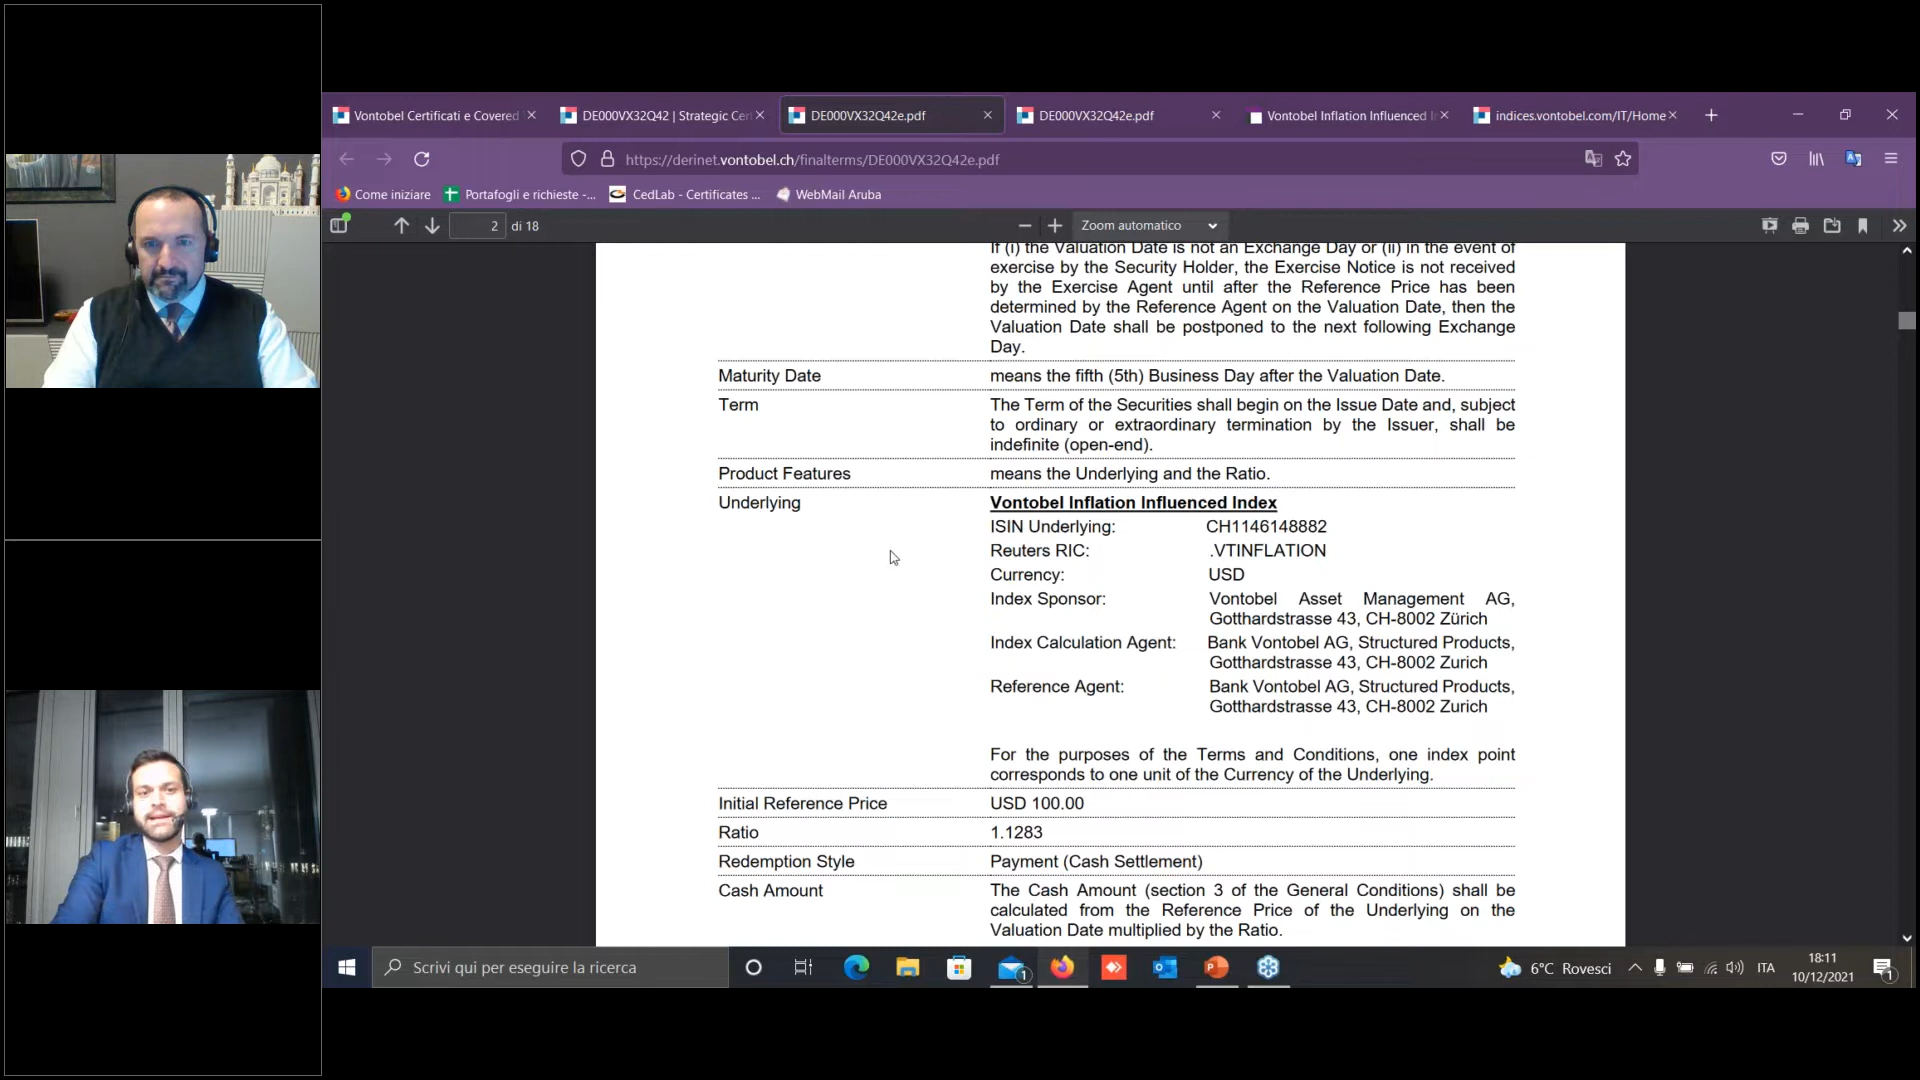 Vontobel Certificati e Covered
DE000VX32Q42 | Strategic Cer
DE000VX32Q42e.pdf
DE000VX32Q42e.pdf
Vontobel Inflation Influenced I
indices.vontobel.com/IT/Home
https://derinet.vontobel.ch/finalterms/DE000VX32Q42e.pdf
Come iniziare
Portafogli e richieste -...
CedLab - Certificates ...
WebMail Aruba
2 di 18
Zoom automatico
If (i) the Valuation Date is not an Exchange Day or (ii) in the event of
exercise by the Security Holder, the Exercise Notice is not received
by the Exercise Agent until after the Reference Price has been
determined by the Reference Agent on the Valuation Date, then the
Valuation Date shall be postponed to the next following Exchange
Day.
Maturity Date means the fifth (5th) Business Day after the Valuation Date.
Term The Term of the Securities shall begin on the Issue Date and, subject
to ordinary or extraordinary termination by the Issuer, shall be
indefinite (open-end).
Product Features means the Underlying and the Ratio.
Underlying Vontobel Inflation Influenced Index
ISIN Underlying: CH1146148882
Reuters RIC: .VTINFLATION
Currency: USD
Index Sponsor: Vontobel Asset Management AG,
Gotthardstrasse 43, CH-8002 Zürich
Index Calculation Agent: Bank Vontobel AG, Structured Products,
Gotthardstrasse 43, CH-8002 Zurich
Reference Agent: Bank Vontobel AG, Structured Products,
Gotthardstrasse 43, CH-8002 Zurich
For the purposes of the Terms and Conditions, one index point
corresponds to one unit of the Currency of the Underlying.
Initial Reference Price USD 100.00
Ratio 1.1283
Redemption Style Payment (Cash Settlement)
Cash Amount The Cash Amount (section 3 of the General Conditions) shall be
calculated from the Reference Price of the Underlying on the
Valuation Date multiplied by the Ratio.
Scrivi qui per eseguire la ricerca
1
6°C Rovesci
ITA
18:11
10/12/2021
1